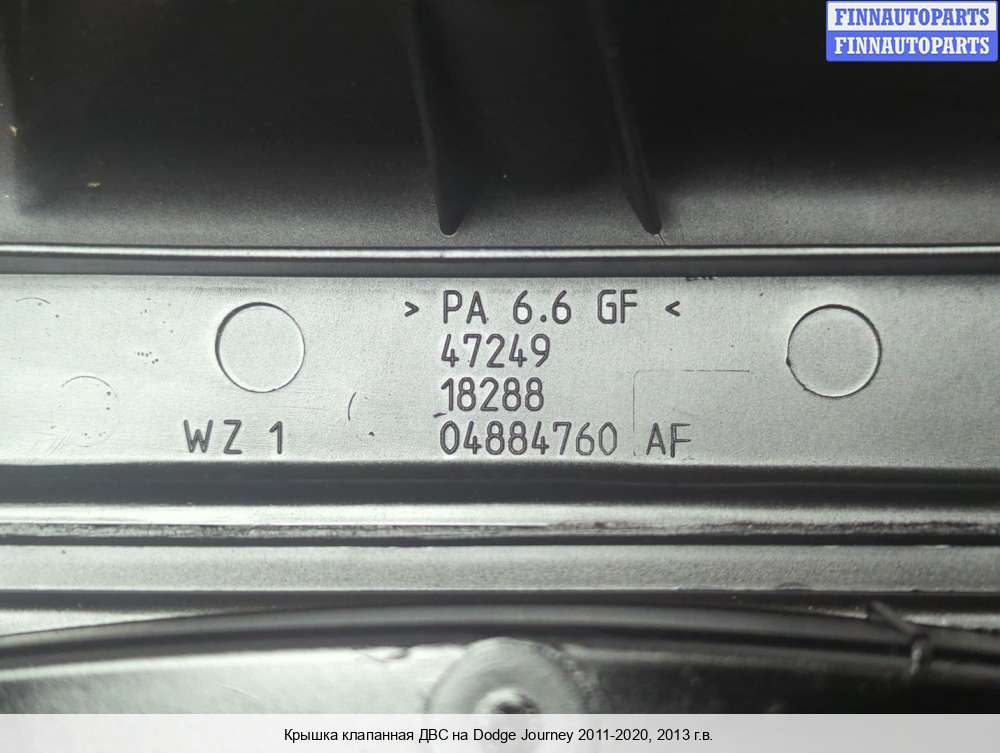 FINNAUTOPARTS
FINNAUTOPARTS
> PA 6.6 GF <
47249
18288
WZ 1
04884760 AF
Крышка клапанная ДВС на Dodge Journey 2011-2020, 2013 г.в.